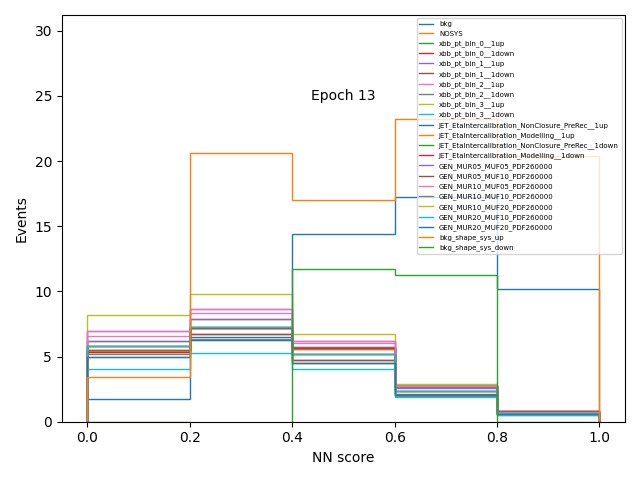 bkg
NOSYS
xbb_pt_bin_0__1up
xbb_pt_bin_0__1down
xbb_pt_bin_1__1up
xbb_pt_bin_1__1down
xbb_pt_bin_2__1up
xbb_pt_bin_2__1down
xbb_pt_bin_3__1up
xbb_pt_bin_3__1down
JET_EtaIntercalibration_NonClosure_PreRec__1up
JET_EtaIntercalibration_Modelling__1up
JET_EtaIntercalibration_NonClosure_PreRec__1down
JET_EtaIntercalibration_Modelling__1down
GEN_MUR05_MUF05_PDF260000
GEN_MUR05_MUF10_PDF260000
GEN_MUR10_MUF05_PDF260000
GEN_MUR10_MUF10_PDF260000
GEN_MUR10_MUF20_PDF260000
GEN_MUR20_MUF10_PDF260000
GEN_MUR20_MUF20_PDF260000
bkg_shape_sys_up
bkg_shape_sys_down
Epoch 13
30
25
20
15
10
5
0
Events
0.0 0.2 0.4 0.6 0.8 1.0
NN score